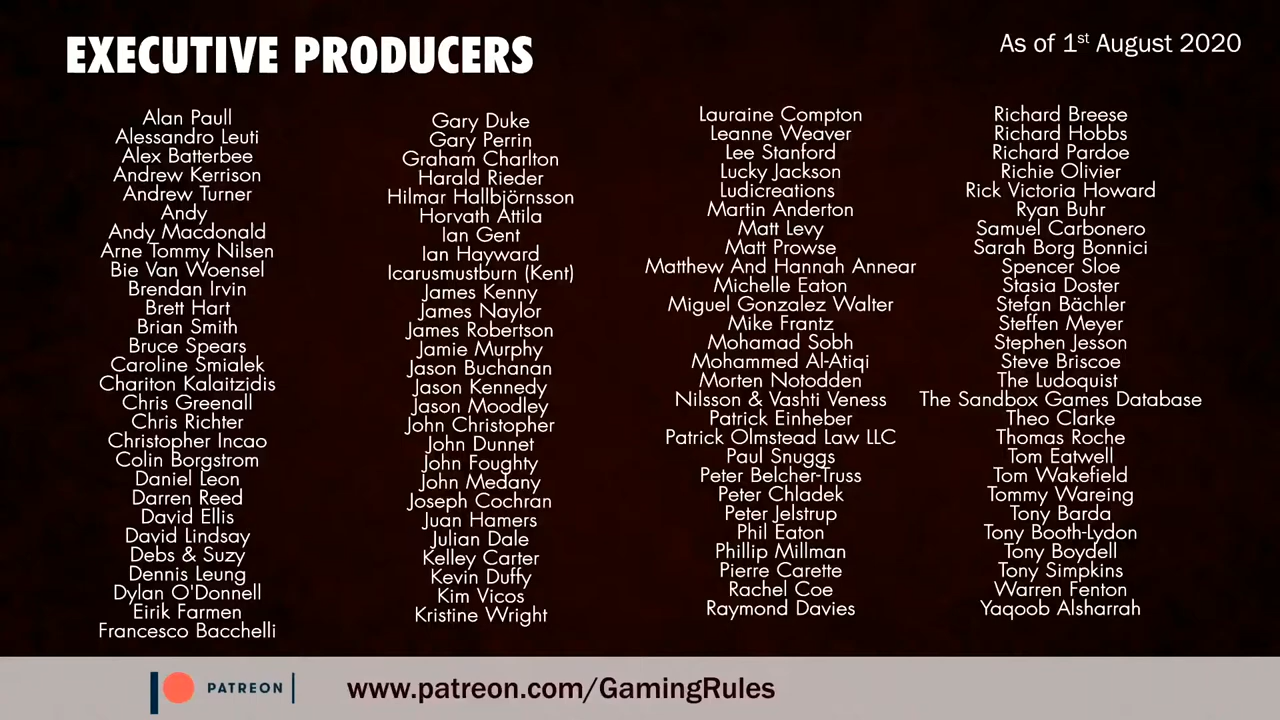 EXECUTIVE PRODUCERS
As of 1st August 2020
Alan Paull
Alessandro Leuti
Alex Batterbee
Andrew Kerrison
Andrew Turner
Andy
Andy Macdonald
Arne Tommy Nilsen
Bie Van Woensel
Brendan Irvin
Brett Hart
Brian Smith
Bruce Spears
Caroline Smialek
Chariton Kalaitzidis
Chris Greenall
Chris Richter
Christopher Incao
Colin Borgstrom
Daniel Leon
Darren Reed
David Ellis
David Lindsay
Debs & Suzy
Dennis Leung
Dylan O'Donnell
Eirik Farmen
Francesco Bacchelli
Gary Duke
Gary Perrin
Graham Charlton
Harald Rieder
Hilmar Hallbjörnsson
Horvath Attila
Ian Gent
Ian Hayward
Icarusmustburn (Kent)
James Kenny
James Naylor
James Robertson
Jamie Murphy
Jason Buchanan
Jason Kennedy
Jason Moodley
John Christopher
John Dunnet
John Foughty
John Medany
Joseph Cochran
Juan Hamers
Julian Dale
Kelley Carter
Kevin Duffy
Kim Vicos
Kristine Wright
Lauraine Compton
Leanne Weaver
Lee Stanford
Lucky Jackson
Ludicreations
Martin Anderton
Matt Levy
Matt Prowse
Matthew And Hannah Annear
Michelle Eaton
Miguel Gonzalez Walter
Mike Frantz
Mohamad Sobh
Mohammed Al-Atiqi
Morten Notodden
Nilsson & Vashti Veness
Patrick Einheber
Patrick Olmstead Law LLC
Paul Snuggs
Peter Belcher-Truss
Peter Chladek
Peter Jelstrup
Phil Eaton
Phillip Millman
Pierre Carette
Rachel Coe
Raymond Davies
Richard Breese
Richard Hobbs
Richard Pardoe
Richie Olivier
Rick Victoria Howard
Ryan Buhr
Samuel Carbonero
Sarah Borg Bonnici
Spencer Sloe
Stasia Doster
Stefan Bächler
Steffen Meyer
Stephen Jesson
Steve Briscoe
The Ludoquist
The Sandbox Games Database
Theo Clarke
Thomas Roche
Tom Eatwell
Tom Wakefield
Tommy Wareing
Tony Barda
Tony Booth-Lydon
Tony Boydell
Tony Simpkins
Warren Fenton
Yaqoob Alsharrah
PATREON
www.patreon.com/GamingRules